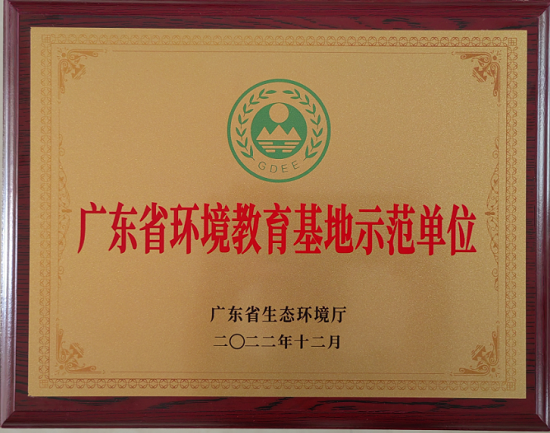 GDEE
广东省环境教育基地示范单位
广东省生态环境厅
二〇二二年十二月